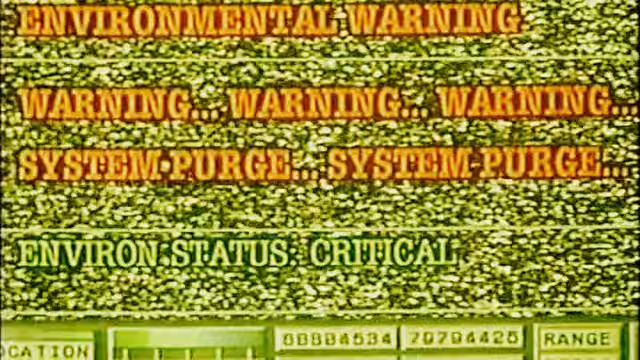 ENVIRONMENTAL WARNING
WARNING... WARNING... WARNING...
SYSTEM PURGE... SYSTEM PURGE...
ENVIRON STATUS: CRITICAL
OCATION
RANGE